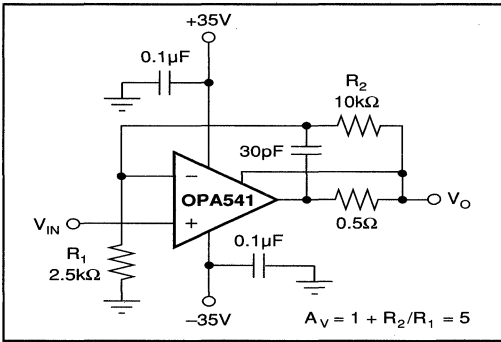 +35V
0.1µF
R2
10kΩ
30pF
−
OPA541
+
VIN
VO
0.5Ω
R1
2.5kΩ
0.1µF
−35V
AV = 1 + R2/R1 = 5